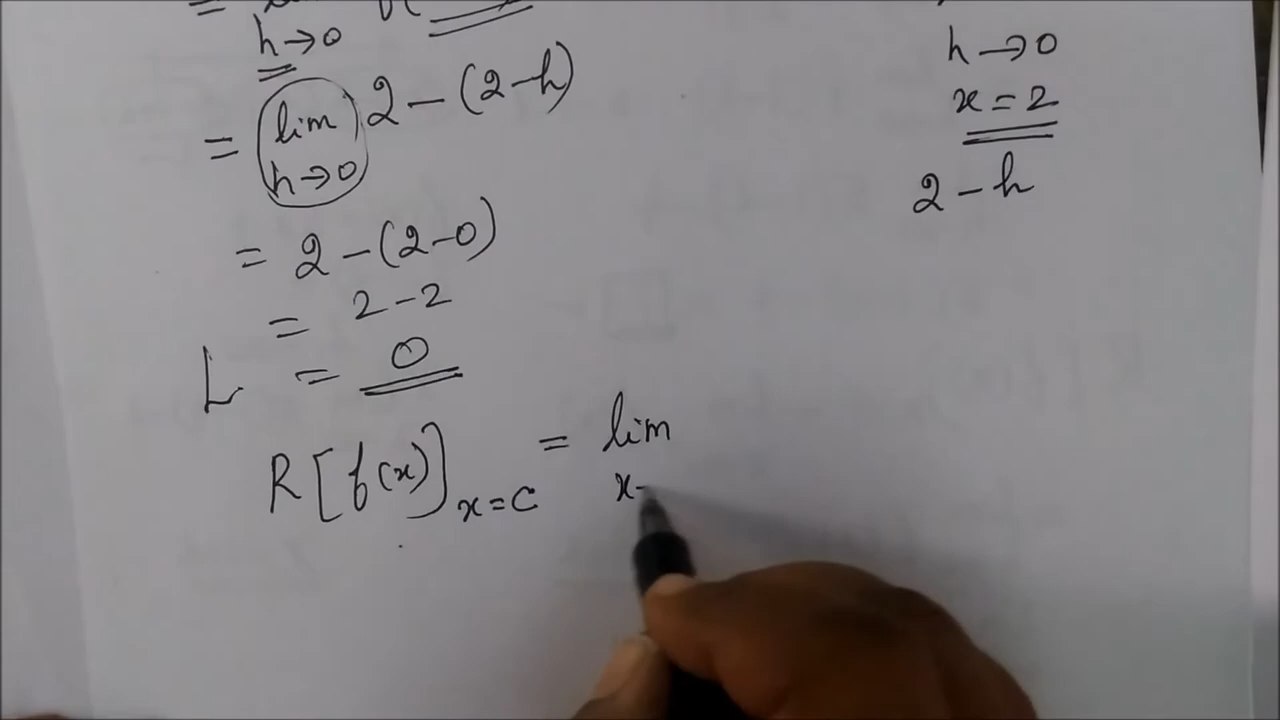 h→0
= lim 2-(2-h)
h→0
= 2-(2-0)
= 2-2
L = 0
R[f(x)]x=c = lim
x-
h→0
x=2
2-h